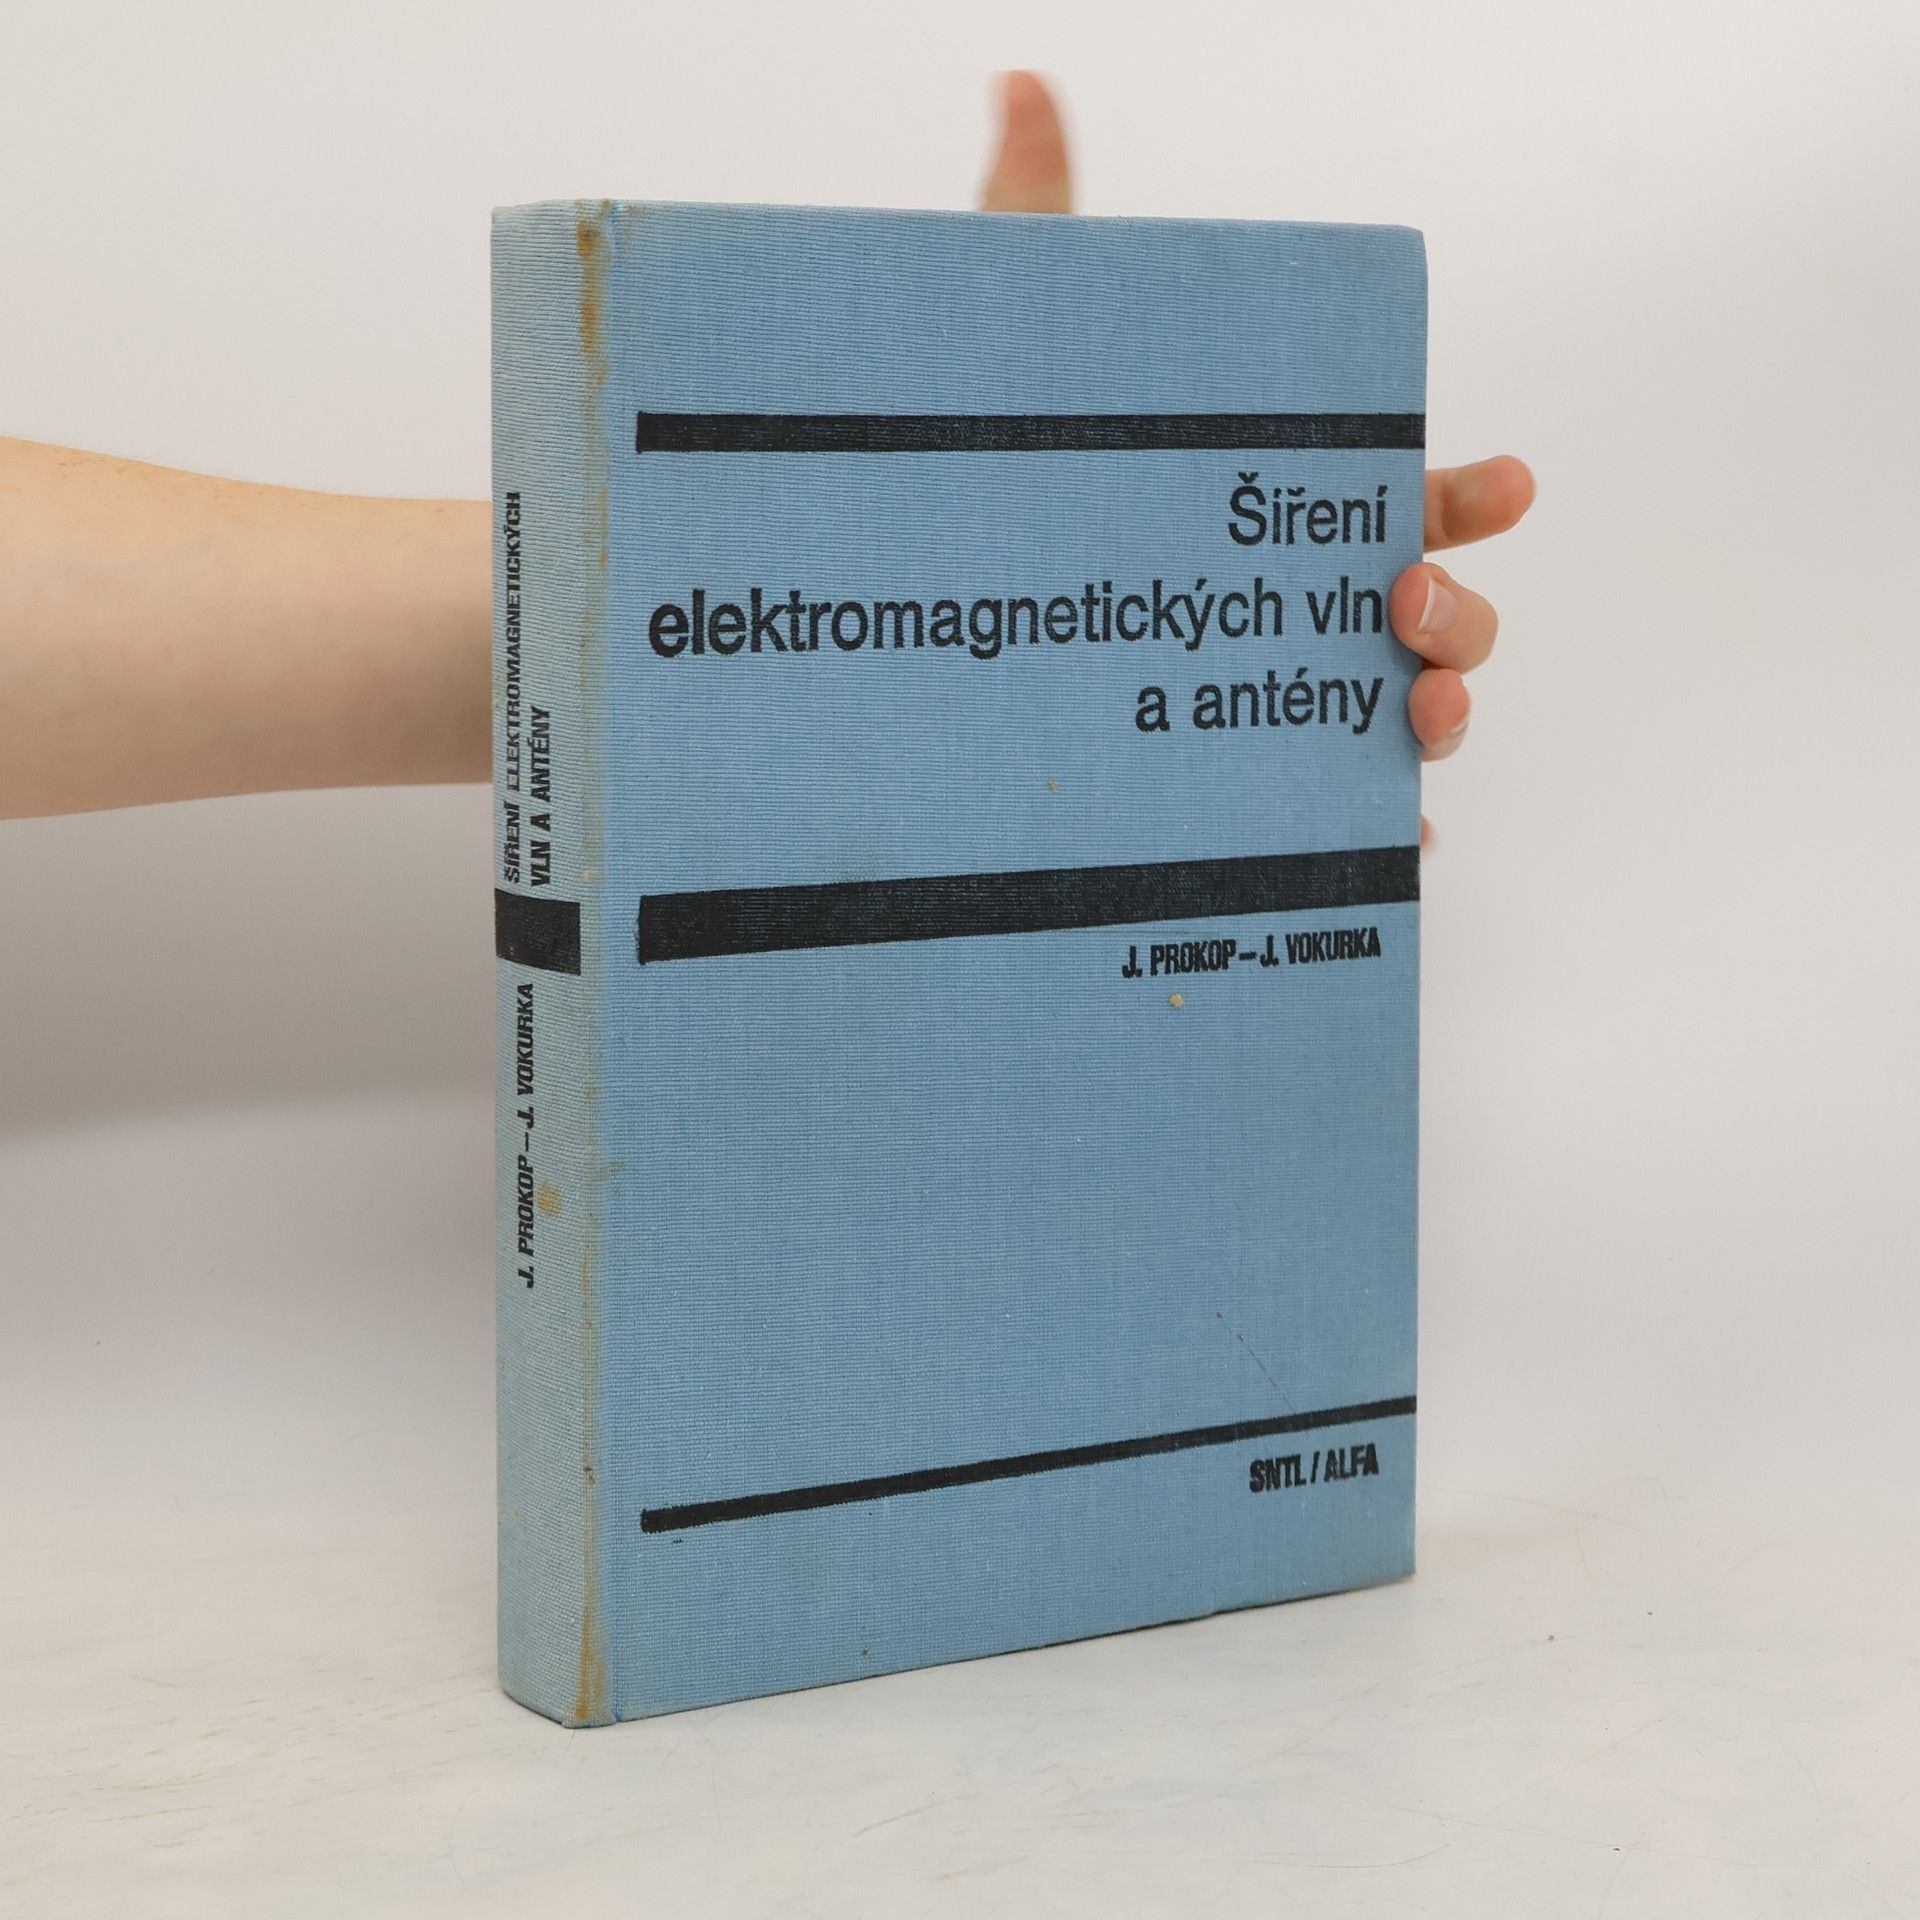 Šíření
elektromagnetických vln
a antény
J. PROKOP – J. VOKURKA
SNTL / ALFA
ŠÍŘENÍ ELEKTROMAGNETICKÝCH
VLN A ANTÉNY
J. PROKOP – J. VOKURKA